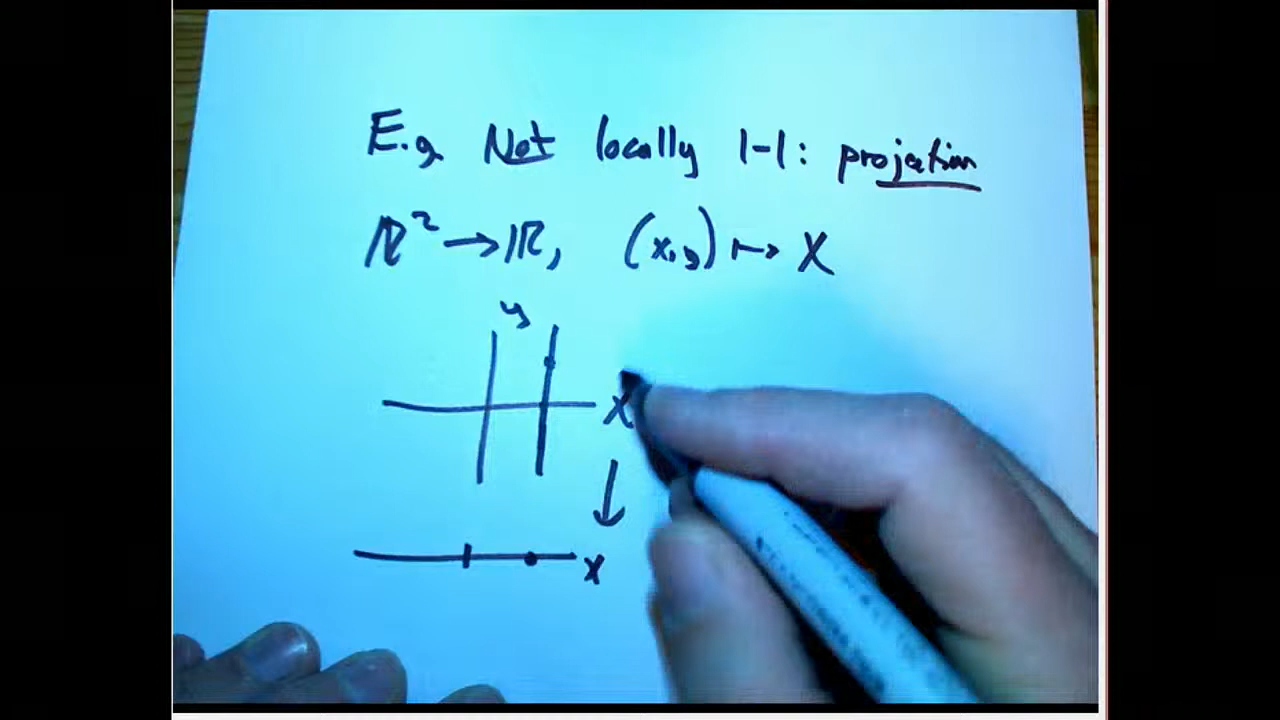 E.g. Not locally 1-1: projection
ℝ² → ℝ, (x,y) ↦ x
y
x
x